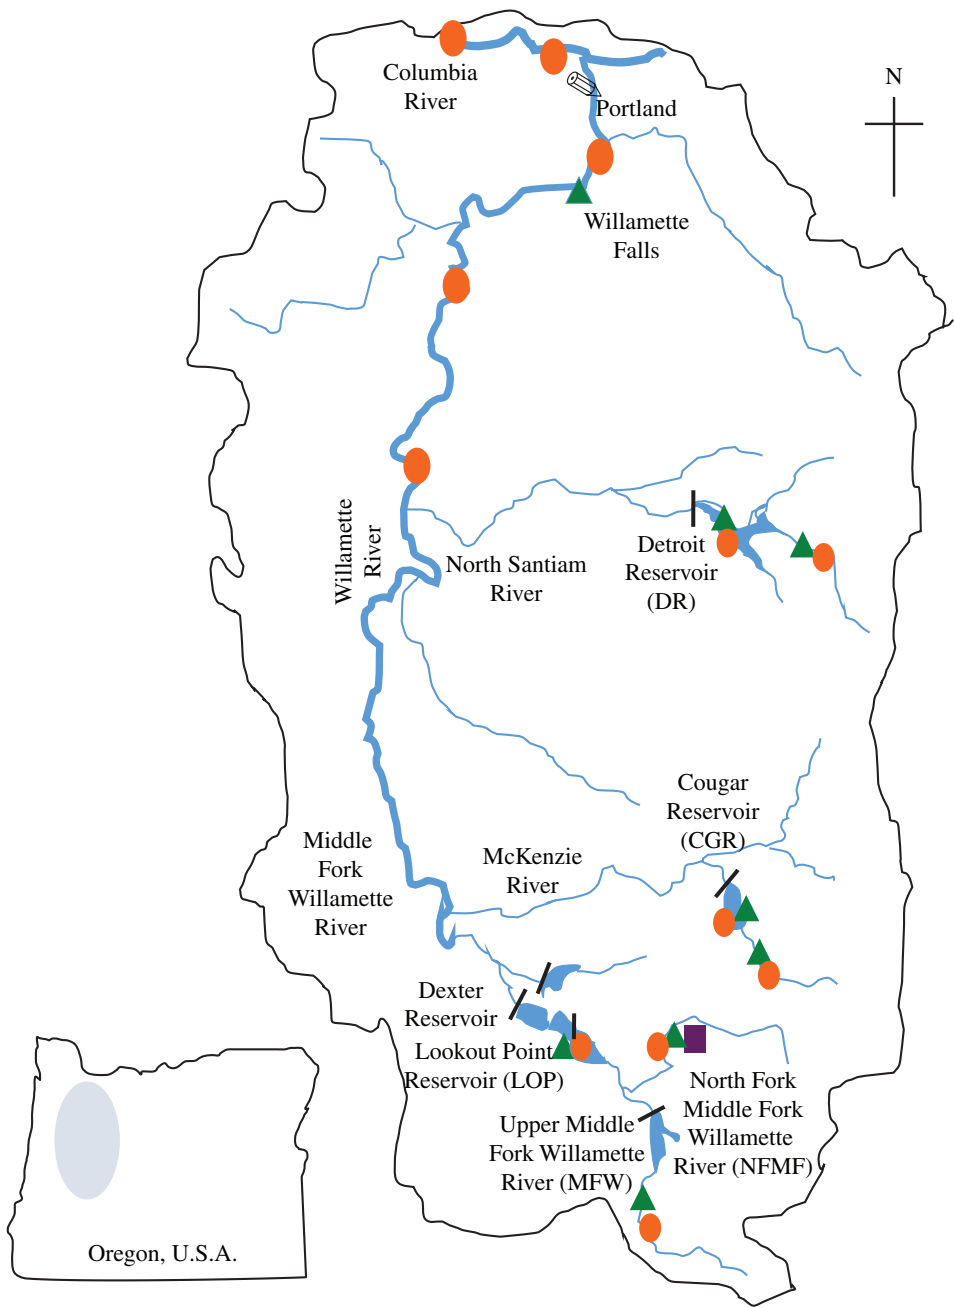 Columbia
River
N
Portland
Willamette
Falls
Willamette
River
North Santiam
River
Detroit
Reservoir
(DR)
Cougar
Reservoir
(CGR)
Middle
Fork
Willamette
River
McKenzie
River
Dexter
Reservoir
Lookout Point
Reservoir (LOP)
North Fork
Middle Fork
Willamette
River (NFMF)
Upper Middle
Fork Willamette
River (MFW)
Oregon, U.S.A.